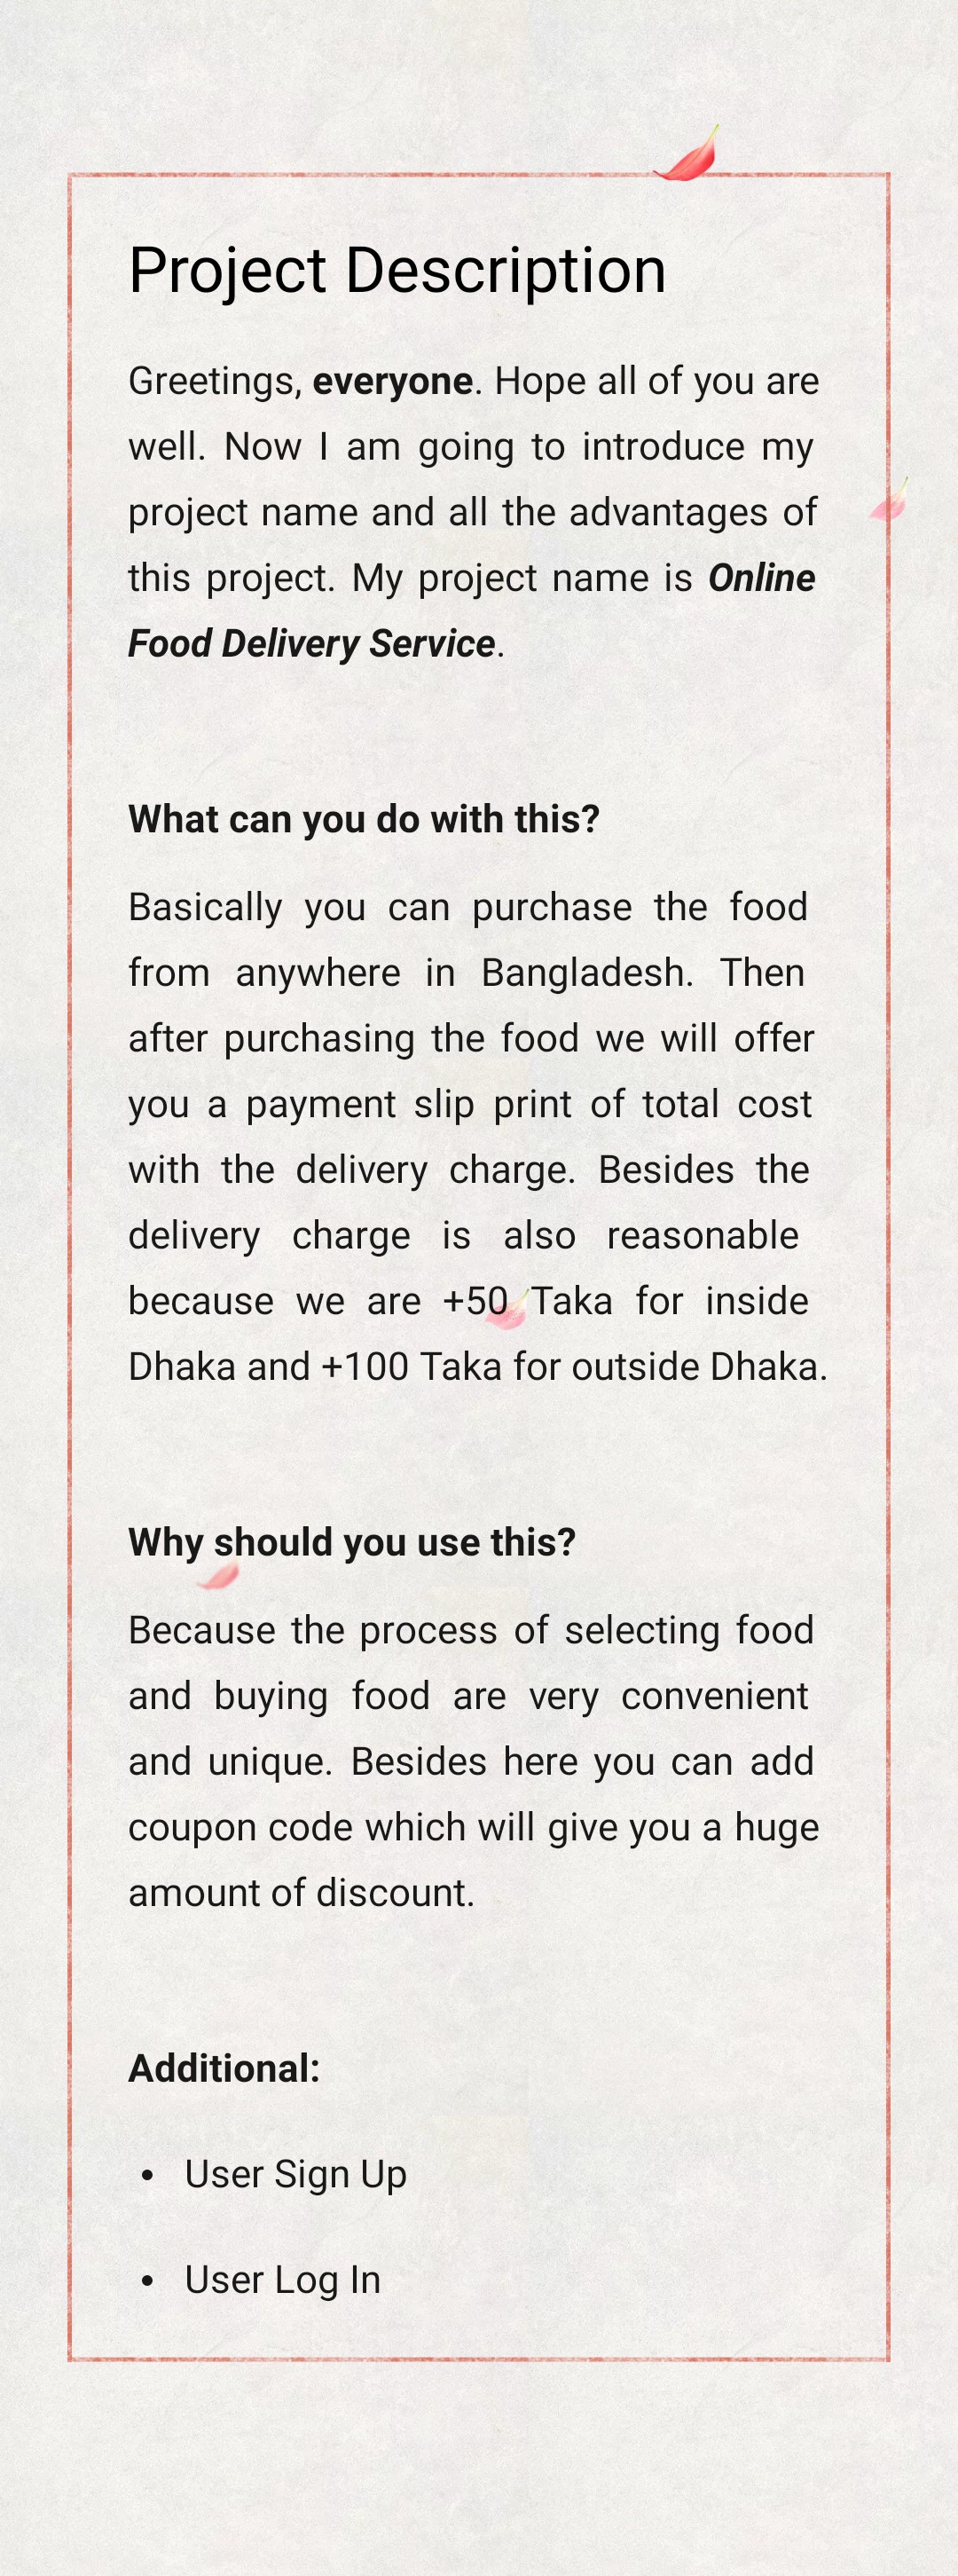 Project Description
Greetings, everyone. Hope all of you are
well. Now I am going to introduce my
project name and all the advantages of
this project. My project name is Online
Food Delivery Service.
What can you do with this?
Basically you can purchase the food
from anywhere in Bangladesh. Then
after purchasing the food we will offer
you a payment slip print of total cost
with the delivery charge. Besides the
delivery charge is also reasonable
because we are +50 Taka for inside
Dhaka and +100 Taka for outside Dhaka.
Why should you use this?
Because the process of selecting food
and buying food are very convenient
and unique. Besides here you can add
coupon code which will give you a huge
amount of discount.
Additional:
• User Sign Up
• User Log In